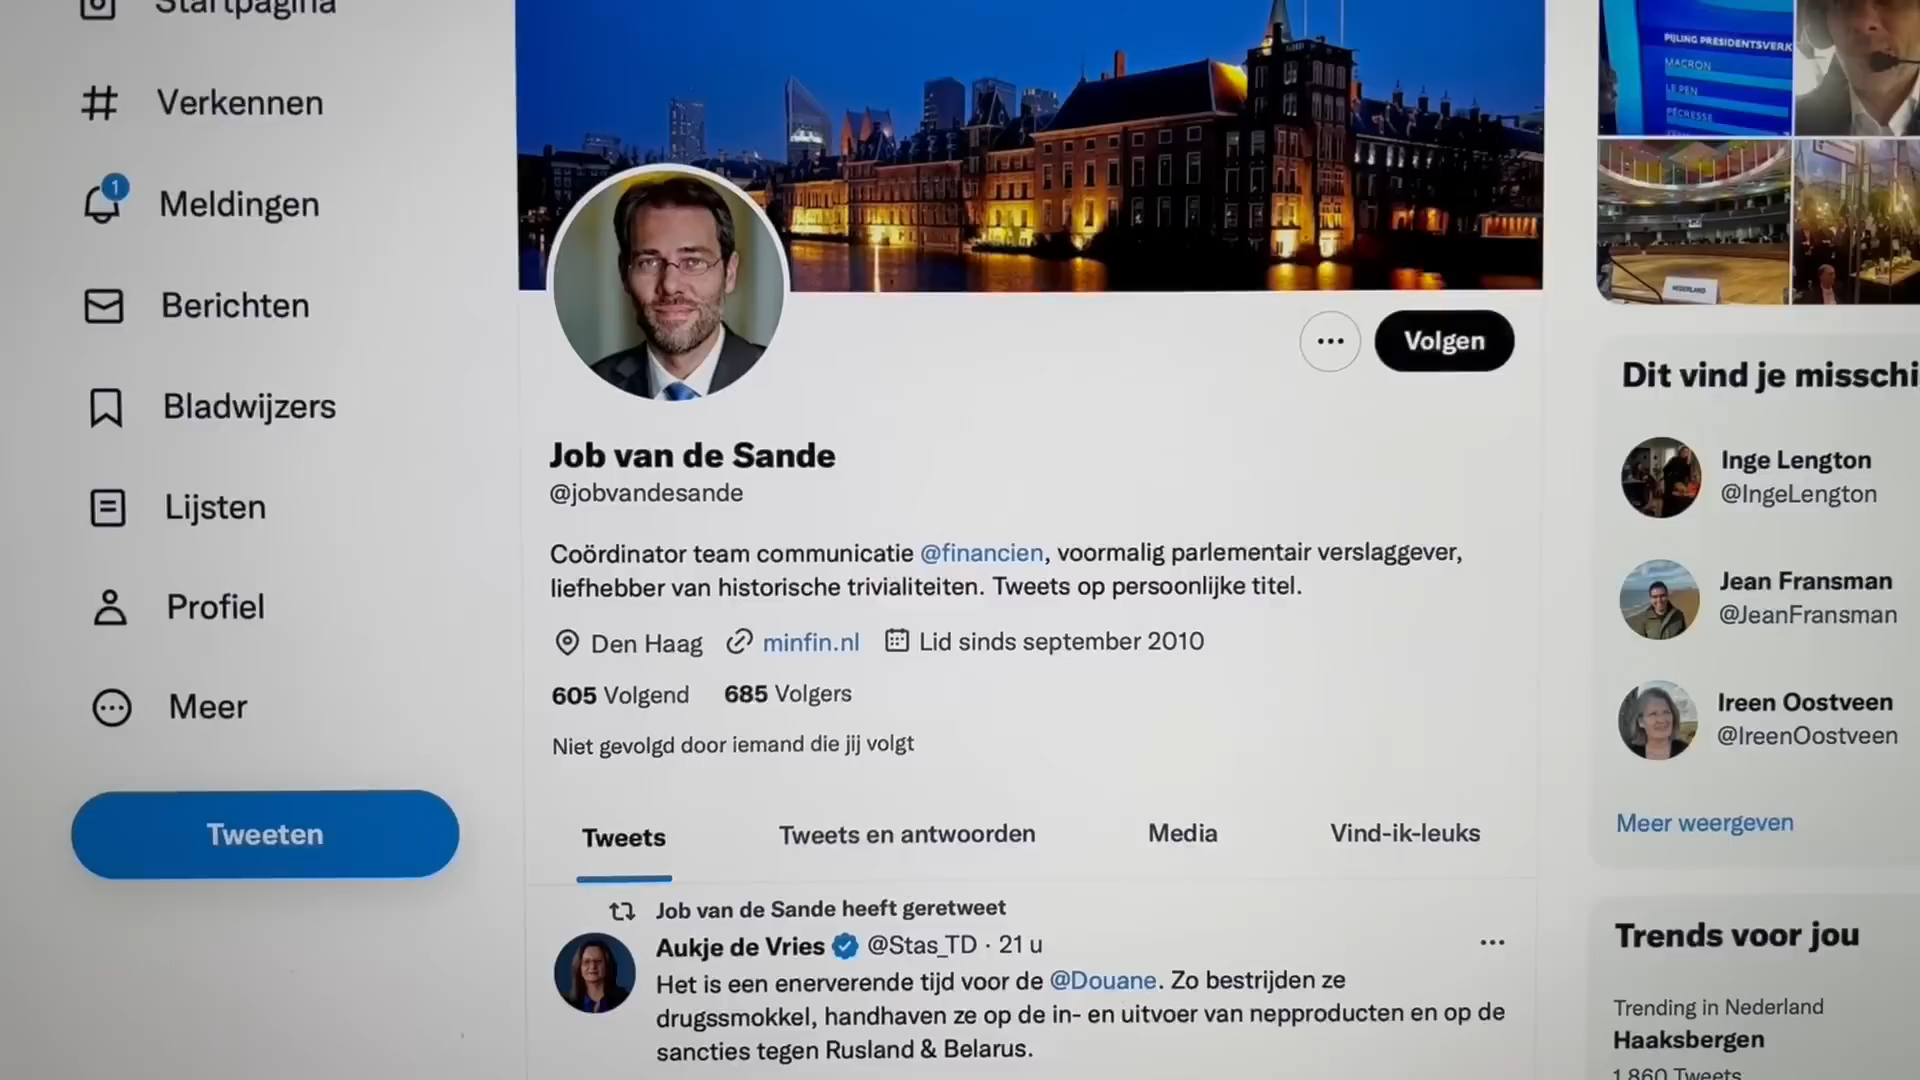 Startpagina
Verkennen
1
Meldingen
Berichten
Bladwijzers
Lijsten
Profiel
Meer
Tweeten
Volgen
Job van de Sande
@jobvandesande
Coördinator team communicatie @financien, voormalig parlementair verslaggever,
liefhebber van historische trivialiteiten. Tweets op persoonlijke titel.
Den Haag minfin.nl Lid sinds september 2010
605 Volgend 685 Volgers
Niet gevolgd door iemand die jij volgt
Tweets Tweets en antwoorden Media Vind-ik-leuks
Job van de Sande heeft geretweet
Aukje de Vries @Stas_TD · 21 u
Het is een enerverende tijd voor de @Douane. Zo bestrijden ze
drugssmokkel, handhaven ze op de in- en uitvoer van nepproducten en op de
sancties tegen Rusland & Belarus.
PIJLING PRESIDENTSVERK
MACRON
LE PEN
PÉCRESSE
NEDERLAND
Dit vind je misschi
Inge Lengton
@IngeLengton
Jean Fransman
@JeanFransman
Ireen Oostveen
@IreenOostveen
Meer weergeven
Trends voor jou
Trending in Nederland
Haaksbergen
1.860 Tweets